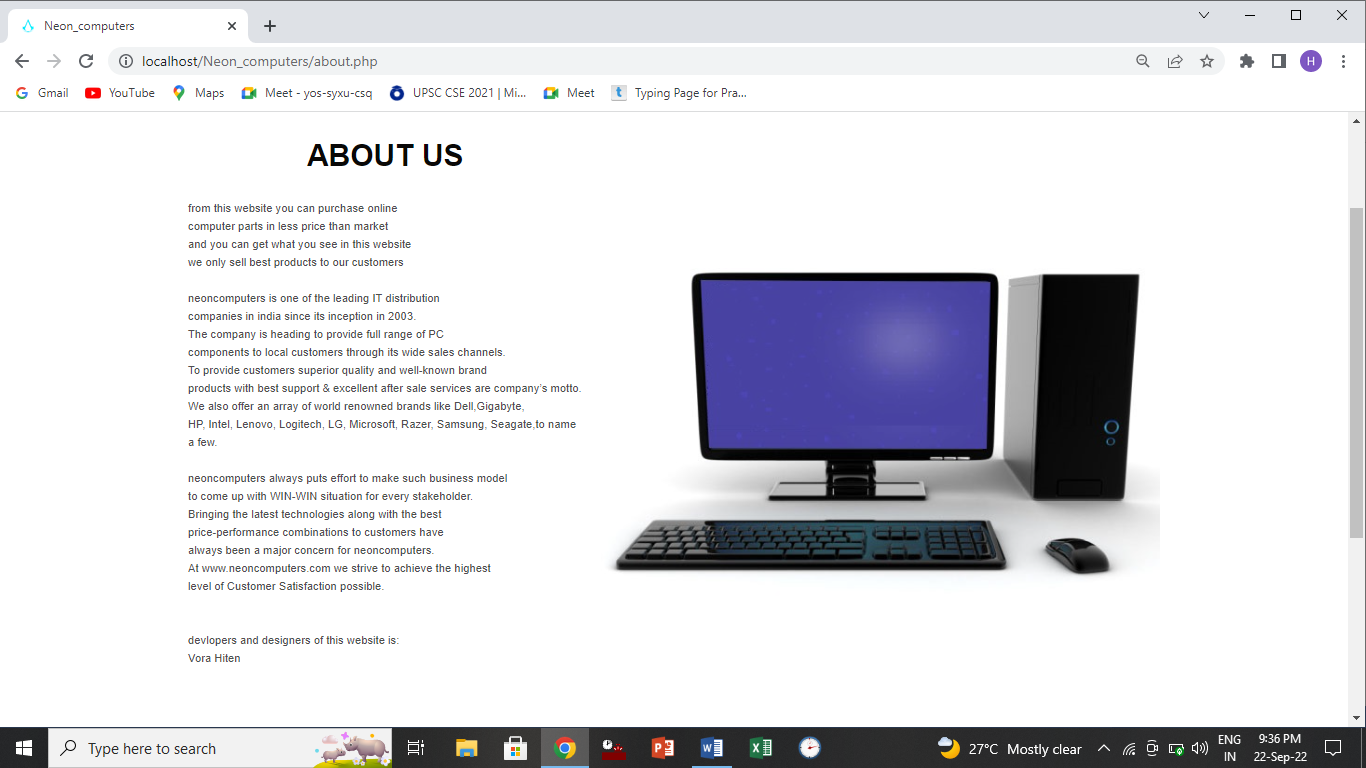 Neon_computers
localhost/Neon_computers/about.php
H
Gmail
YouTube
Maps
Meet - yos-syxu-csq
UPSC CSE 2021 | Mi...
Meet
t
Typing Page for Pra...
ABOUT US
from this website you can purchase online
computer parts in less price than market
and you can get what you see in this website
we only sell best products to our customers
neoncomputers is one of the leading IT distribution
companies in india since its inception in 2003.
The company is heading to provide full range of PC
components to local customers through its wide sales channels.
To provide customers superior quality and well-known brand
products with best support & excellent after sale services are company's motto.
We also offer an array of world renowned brands like Dell,Gigabyte,
HP, Intel, Lenovo, Logitech, LG, Microsoft, Razer, Samsung, Seagate,to name
a few.
neoncomputers always puts effort to make such business model
to come up with WIN-WIN situation for every stakeholder.
Bringing the latest technologies along with the best
price-performance combinations to customers have
always been a major concern for neoncomputers.
At www.neoncomputers.com we strive to achieve the highest
level of Customer Satisfaction possible.
devlopers and designers of this website is:
Vora Hiten
Type here to search
27°C Mostly clear
ENG
IN
9:36 PM
22-Sep-22